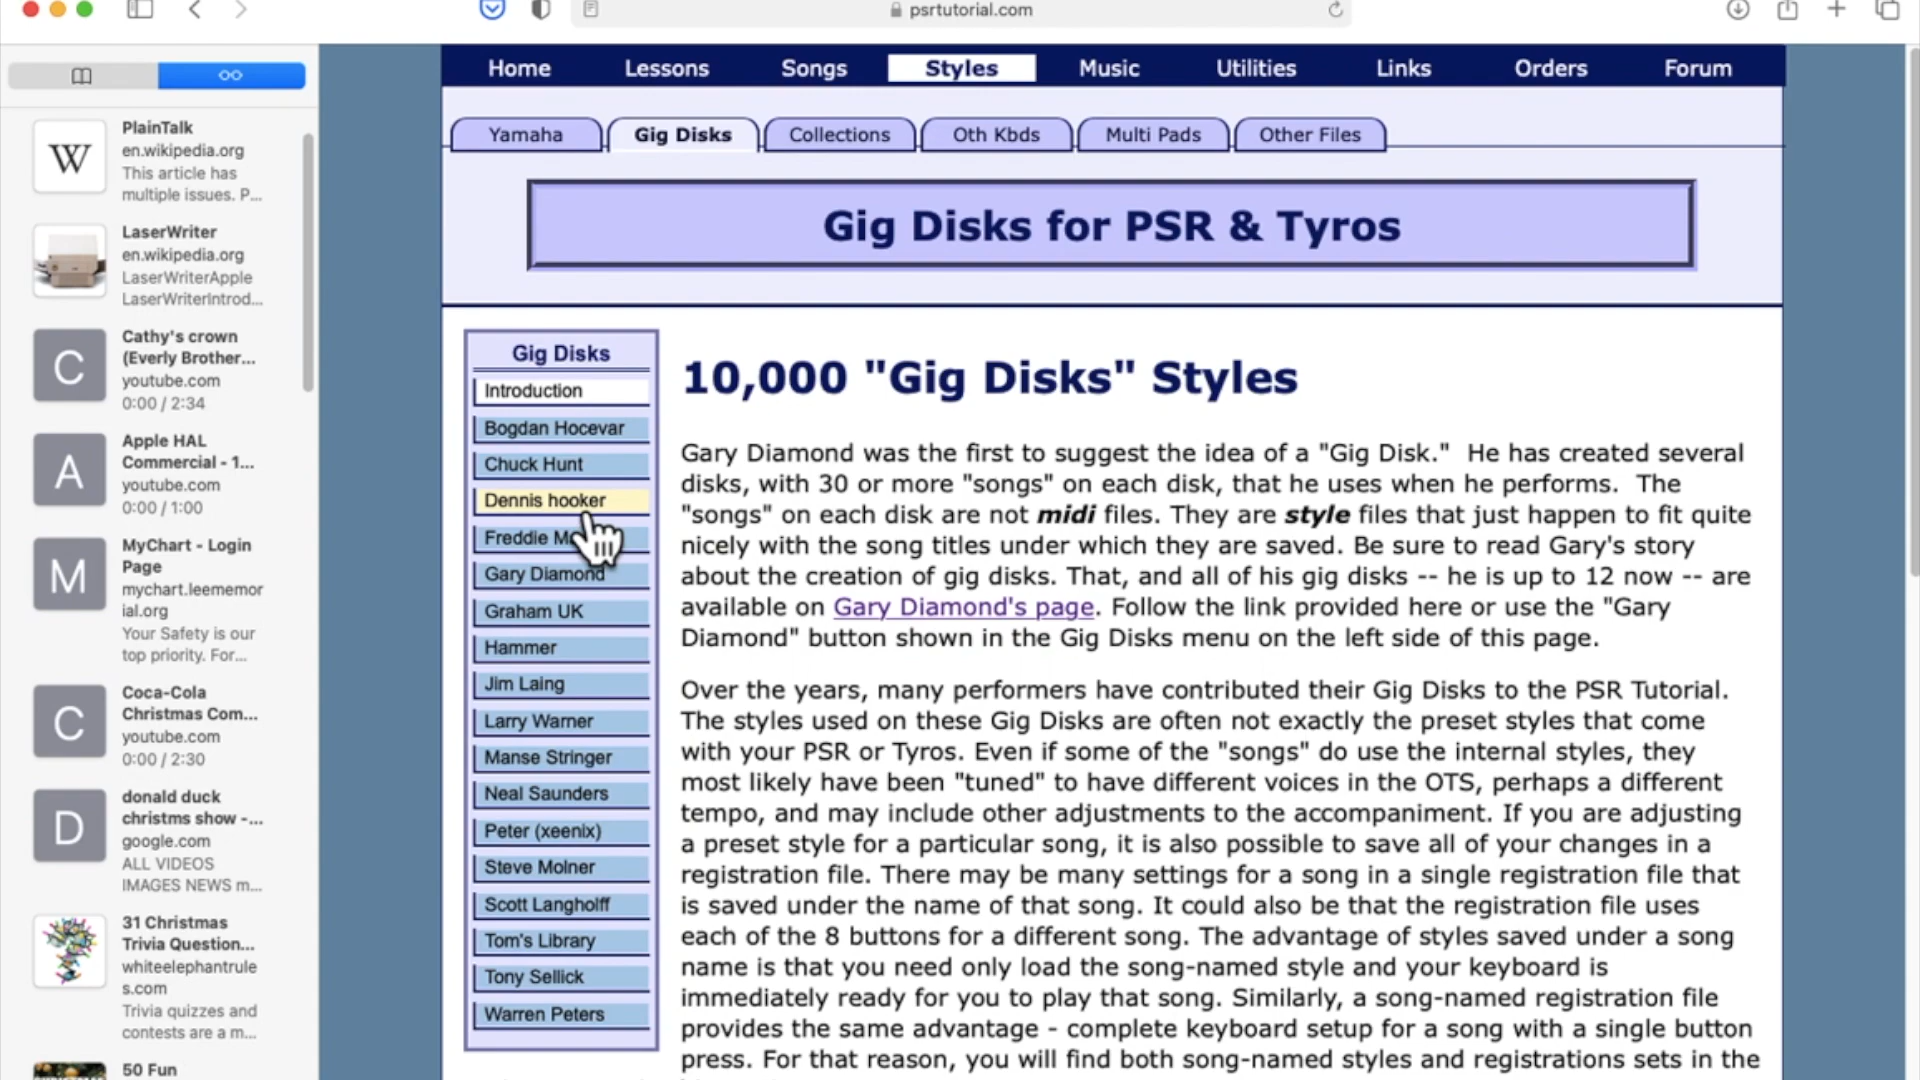 psrtutorial.com
PlainTalk
en.wikipedia.org
This article has
multiple issues. P...
LaserWriter
en.wikipedia.org
LaserWriterApple
LaserWriterIntrod...
Cathy's crown
(Everly Brother...
youtube.com
0:00 / 2:34
Apple HAL
Commercial - 1...
youtube.com
0:00 / 1:00
MyChart - Login
Page
mychart.leememor
ial.org
Your Safety is our
top priority. For...
Coca-Cola
Christmas Com...
youtube.com
0:00 / 2:30
donald duck
christms show -...
google.com
ALL VIDEOS
IMAGES NEWS m...
31 Christmas
Trivia Question...
whiteelephantrule
s.com
Trivia quizzes and
contests are a m...
50 Fun
W
C
A
M
C
D
Home Lessons Songs Styles Music Utilities Links Orders Forum
Yamaha Gig Disks Collections Oth Kbds Multi Pads Other Files
Gig Disks for PSR & Tyros
Gig Disks
Introduction
Bogdan Hocevar
Chuck Hunt
Dennis hooker
Freddie
Gary Diamond
Graham UK
Hammer
Jim Laing
Larry Warner
Manse Stringer
Neal Saunders
Peter (xeenix)
Steve Molner
Scott Langholff
Tom's Library
Tony Sellick
Warren Peters
10,000 "Gig Disks" Styles
Gary Diamond was the first to suggest the idea of a "Gig Disk." He has created several
disks, with 30 or more "songs" on each disk, that he uses when he performs. The
"songs" on each disk are not midi files. They are style files that just happen to fit quite
nicely with the song titles under which they are saved. Be sure to read Gary's story
about the creation of gig disks. That, and all of his gig disks -- he is up to 12 now -- are
available on Gary Diamond's page. Follow the link provided here or use the "Gary
Diamond" button shown in the Gig Disks menu on the left side of this page.
Over the years, many performers have contributed their Gig Disks to the PSR Tutorial.
The styles used on these Gig Disks are often not exactly the preset styles that come
with your PSR or Tyros. Even if some of the "songs" do use the internal styles, they
most likely have been "tuned" to have different voices in the OTS, perhaps a different
tempo, and may include other adjustments to the accompaniment. If you are adjusting
a preset style for a particular song, it is also possible to save all of your changes in a
registration file. There may be many settings for a song in a single registration file that
is saved under the name of that song. It could also be that the registration file uses
each of the 8 buttons for a different song. The advantage of styles saved under a song
name is that you need only load the song-named style and your keyboard is
immediately ready for you to play that song. Similarly, a song-named registration file
provides the same advantage - complete keyboard setup for a song with a single button
press. For that reason, you will find both song-named styles and registrations sets in the